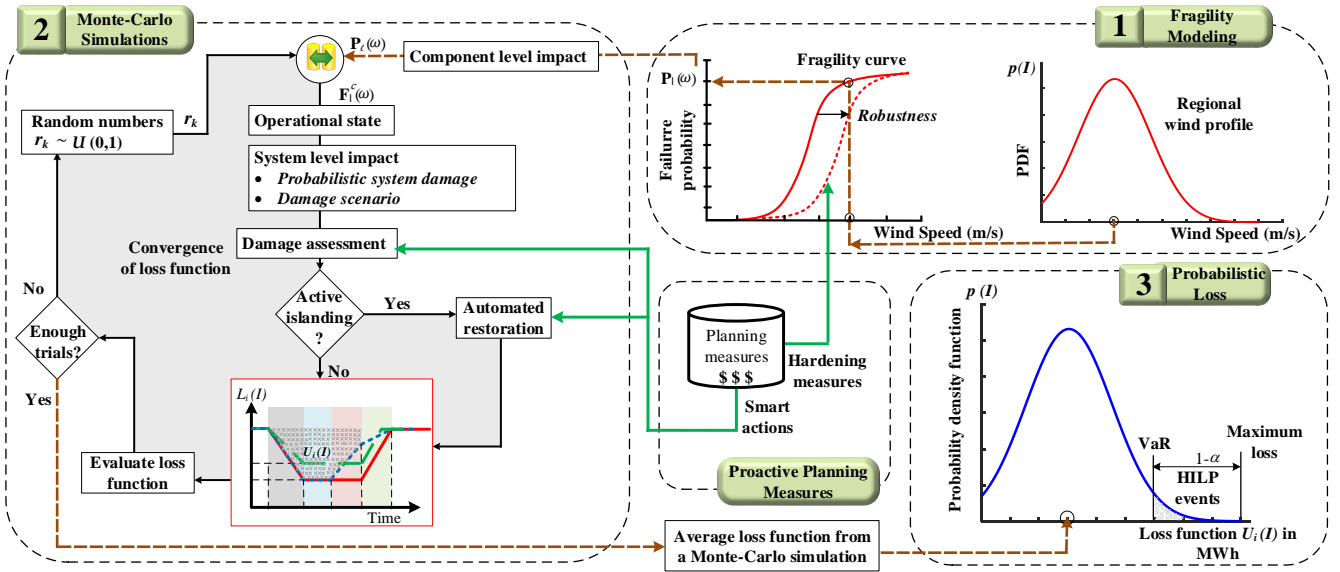 2
Monte-Carlo
Simulations
P_ℓ(ω)
Component level impact
F_l^c(ω)
Random numbers
r_k ~ U (0,1)
r_k
Operational state
System level impact
• Probabilistic system damage
• Damage scenario
Convergence
of loss function
Damage assessment
No
Active
islanding
?
Yes
Automated
restoration
Enough
trials?
No
Yes
L_i(I)
U_i(I)
Time
Evaluate loss
function
1
Fragility
Modeling
P_l(ω)
Fragility curve
Robustness
Failurre
probability
Wind Speed (m/s)
p(I)
Regional
wind profile
PDF
Wind Speed (m/s)
Planning
measures
$ $ $
Hardening
measures
Smart
actions
Proactive Planning
Measures
3
Probabilistic
Loss
p (I)
Probability density function
VaR
Maximum
loss
1-α
HILP
events
Loss function U_i(I) in
MWh
Average loss function from
a Monte-Carlo simulation